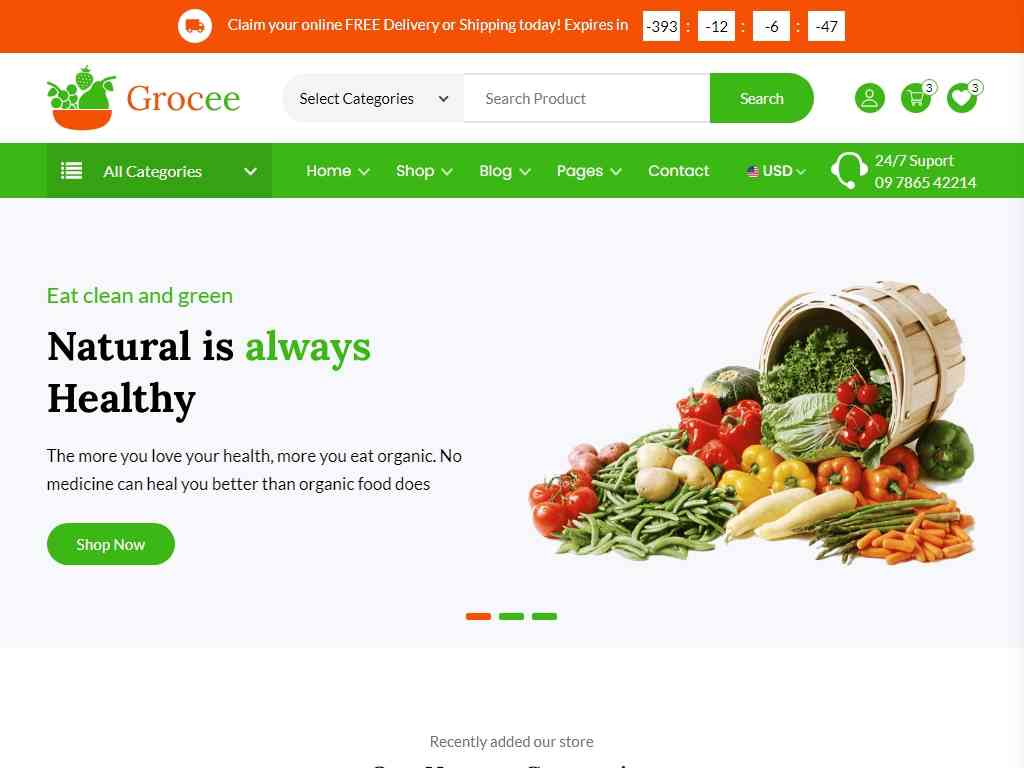 Claim your online FREE Delivery or Shipping today! Expires in -393 : -12 : -6 : -47
Grocee
Select Categories
Search Product
Search
3
3
All Categories
Home
Shop
Blog
Pages
Contact
USD
24/7 Suport
09 7865 42214
Eat clean and green
Natural is always
Healthy
The more you love your health, more you eat organic. No
medicine can heal you better than organic food does
Shop Now
Recently added our store